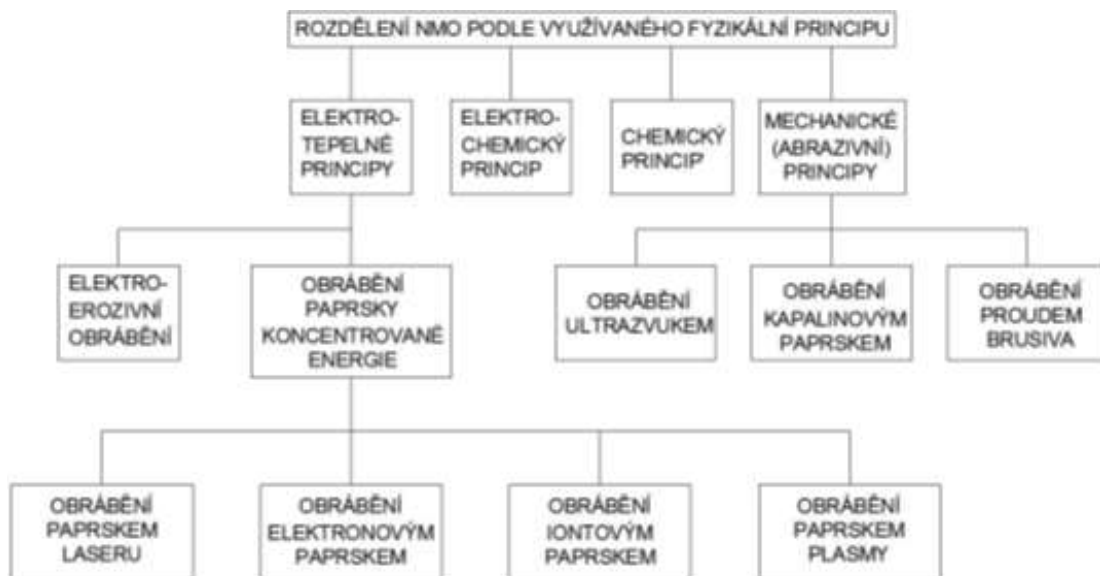 ROZDĚLENÍ NMO PODLE VYUŽÍVANÉHO FYZIKÁLNÍ PRINCIPU
ELEKTRO-
TEPELNÉ
PRINCIPY
ELEKTRO-
CHEMICKÝ
PRINCIP
CHEMICKÝ
PRINCIP
MECHANICKÉ
(ABRAZIVNÍ)
PRINCIPY
ELEKTRO-
EROZIVNÍ
OBRÁBĚNÍ
OBRÁBĚNÍ
PAPRSKY
KONCENTROVANÉ
ENERGIE
OBRÁBĚNÍ
ULTRAZVUKEM
OBRÁBĚNÍ
KAPALINOVÝM
PAPRSKEM
OBRÁBĚNÍ
PROUDEM
BRUSIVA
OBRÁBĚNÍ
PAPRSKEM
LASERU
OBRÁBĚNÍ
ELEKTRONOVÝM
PAPRSKEM
OBRÁBĚNÍ
IONTOVÝM
PAPRSKEM
OBRÁBĚNÍ
PAPRSKEM
PLASMY